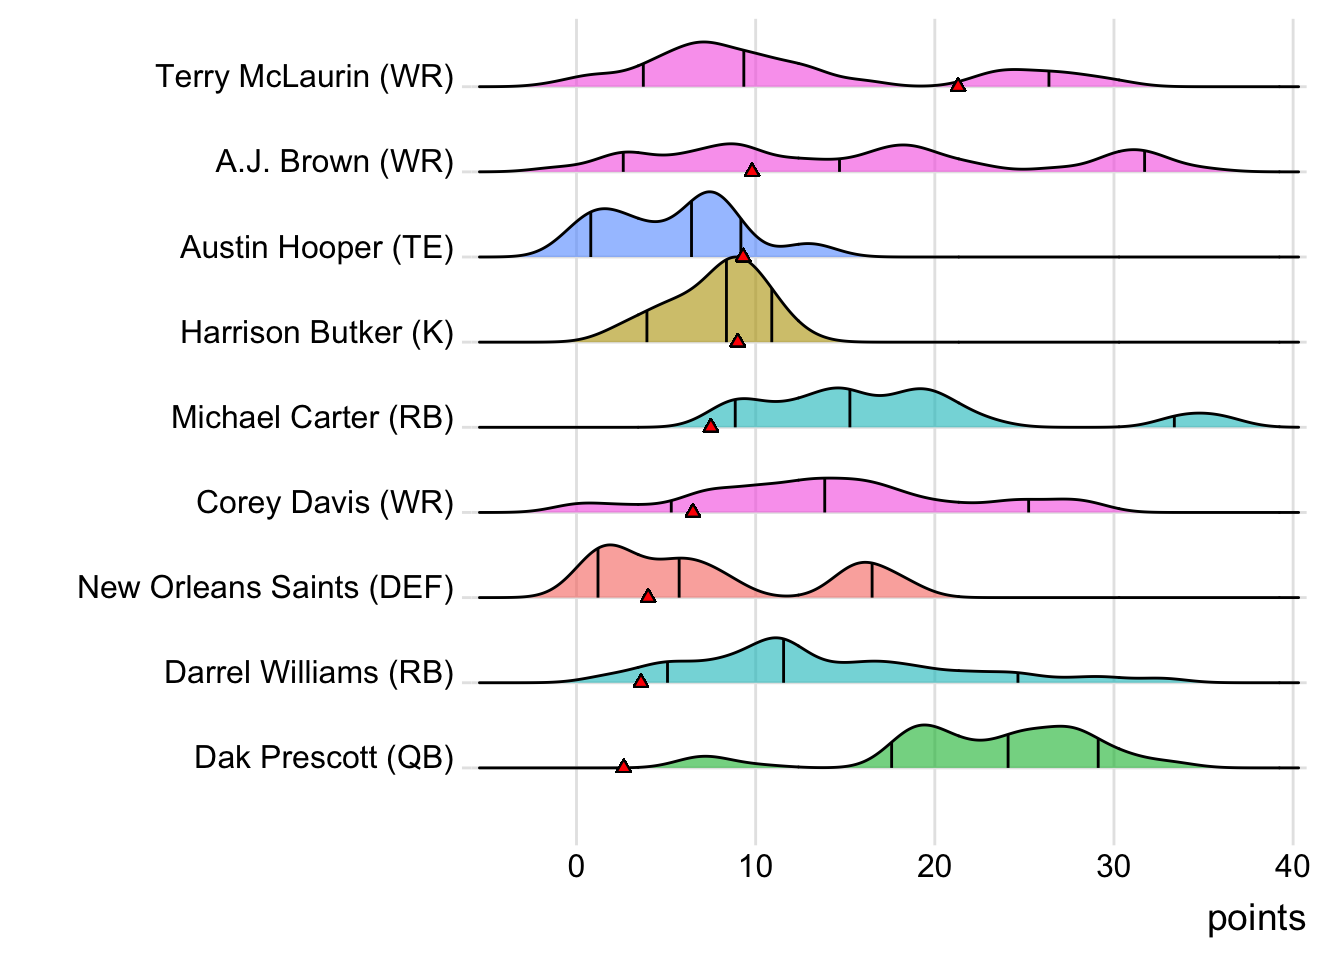 Terry McLaurin (WR)
A.J. Brown (WR)
Austin Hooper (TE)
Harrison Butker (K)
Michael Carter (RB)
Corey Davis (WR)
New Orleans Saints (DEF)
Darrel Williams (RB)
Dak Prescott (QB)
0 10 20 30 40
points